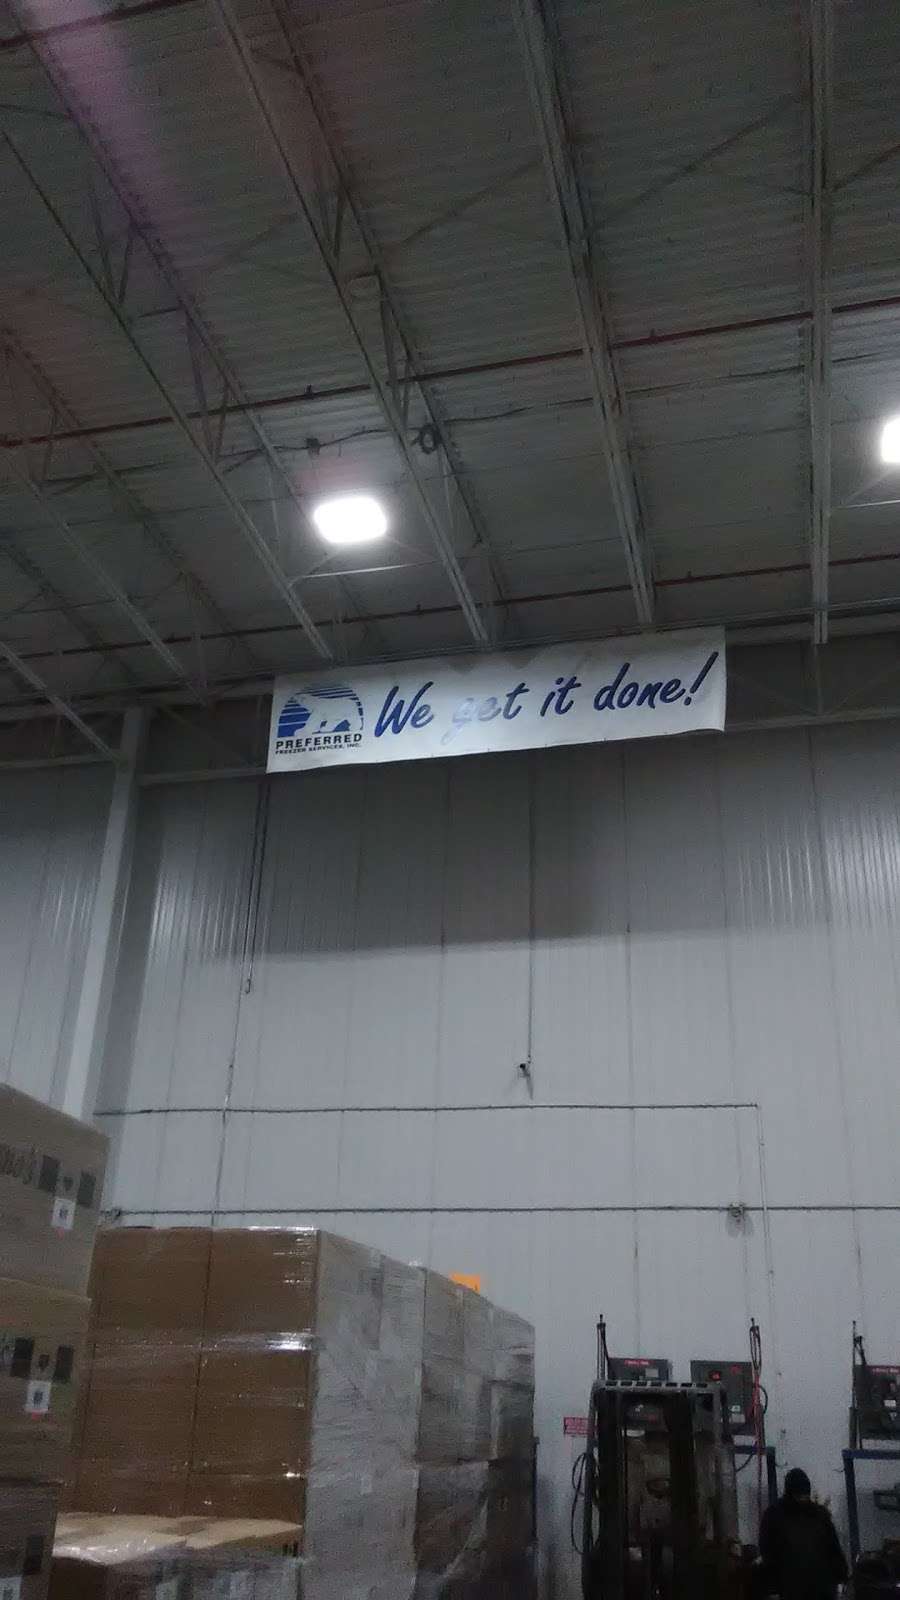 We get it done!
PREFERRED
FREEZER SERVICES, INC.